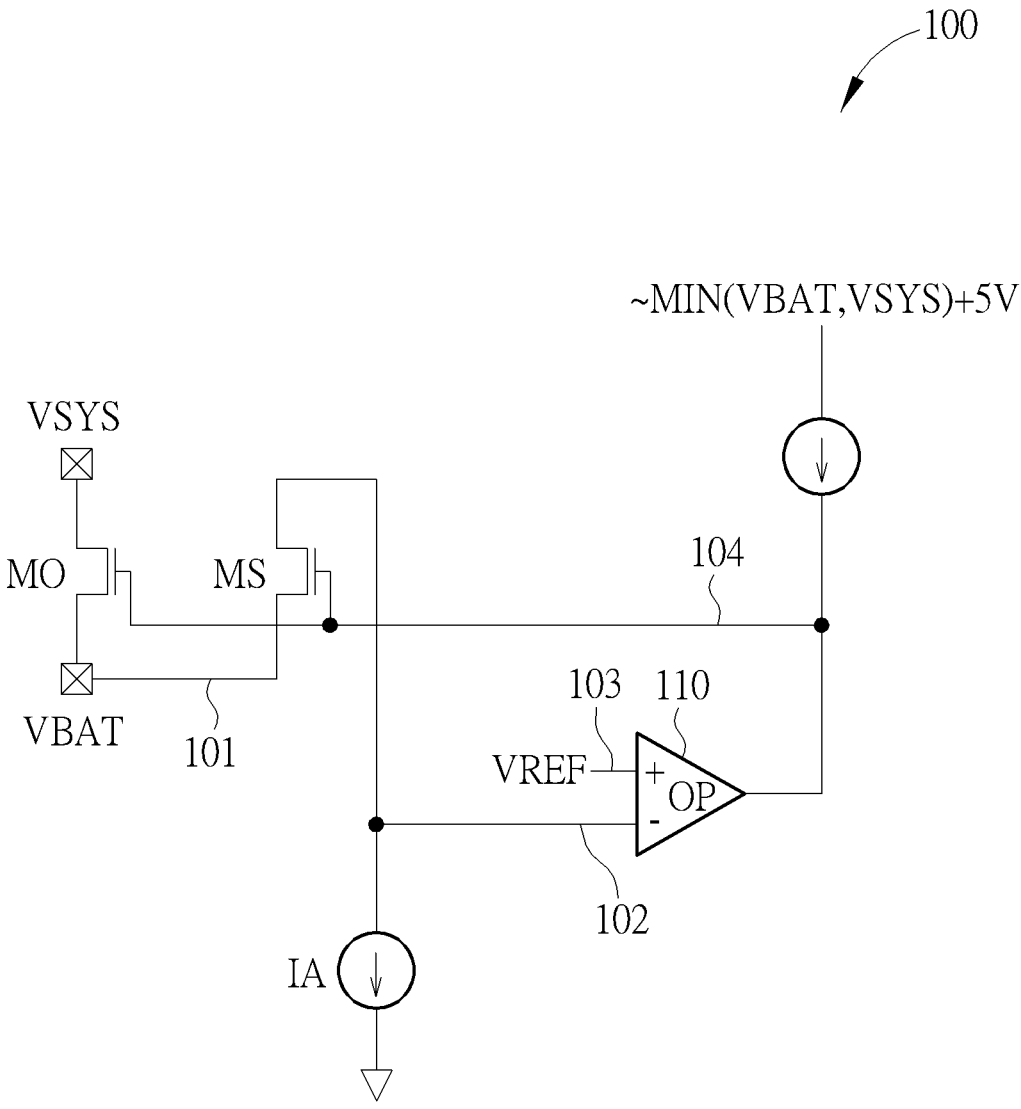 100
~MIN(VBAT,VSYS)+5V
VSYS
MO
MS
104
VBAT
101
103
110
VREF
+
OP
-
102
IA